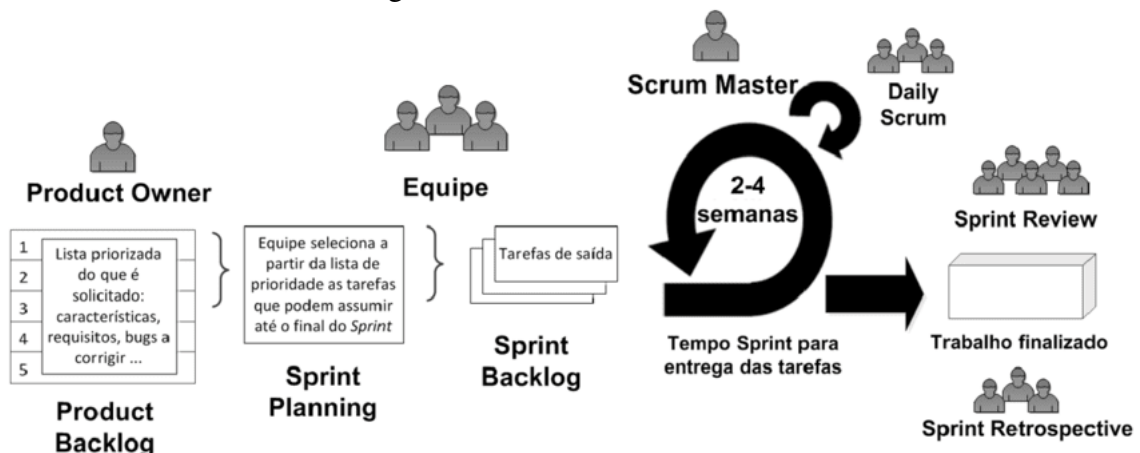 Product Owner
1
2
3
4
5
Lista priorizada
do que é
solicitado:
características,
requisitos, bugs a
corrigir ...
Product
Backlog
Equipe
Equipe seleciona a
partir da lista de
prioridade as tarefas
que podem assumir
até o final do Sprint
Sprint
Planning
Tarefas de saída
Sprint
Backlog
Scrum Master
Daily
Scrum
2-4
semanas
Tempo Sprint para
entrega das tarefas
Sprint Review
Trabalho finalizado
Sprint Retrospective